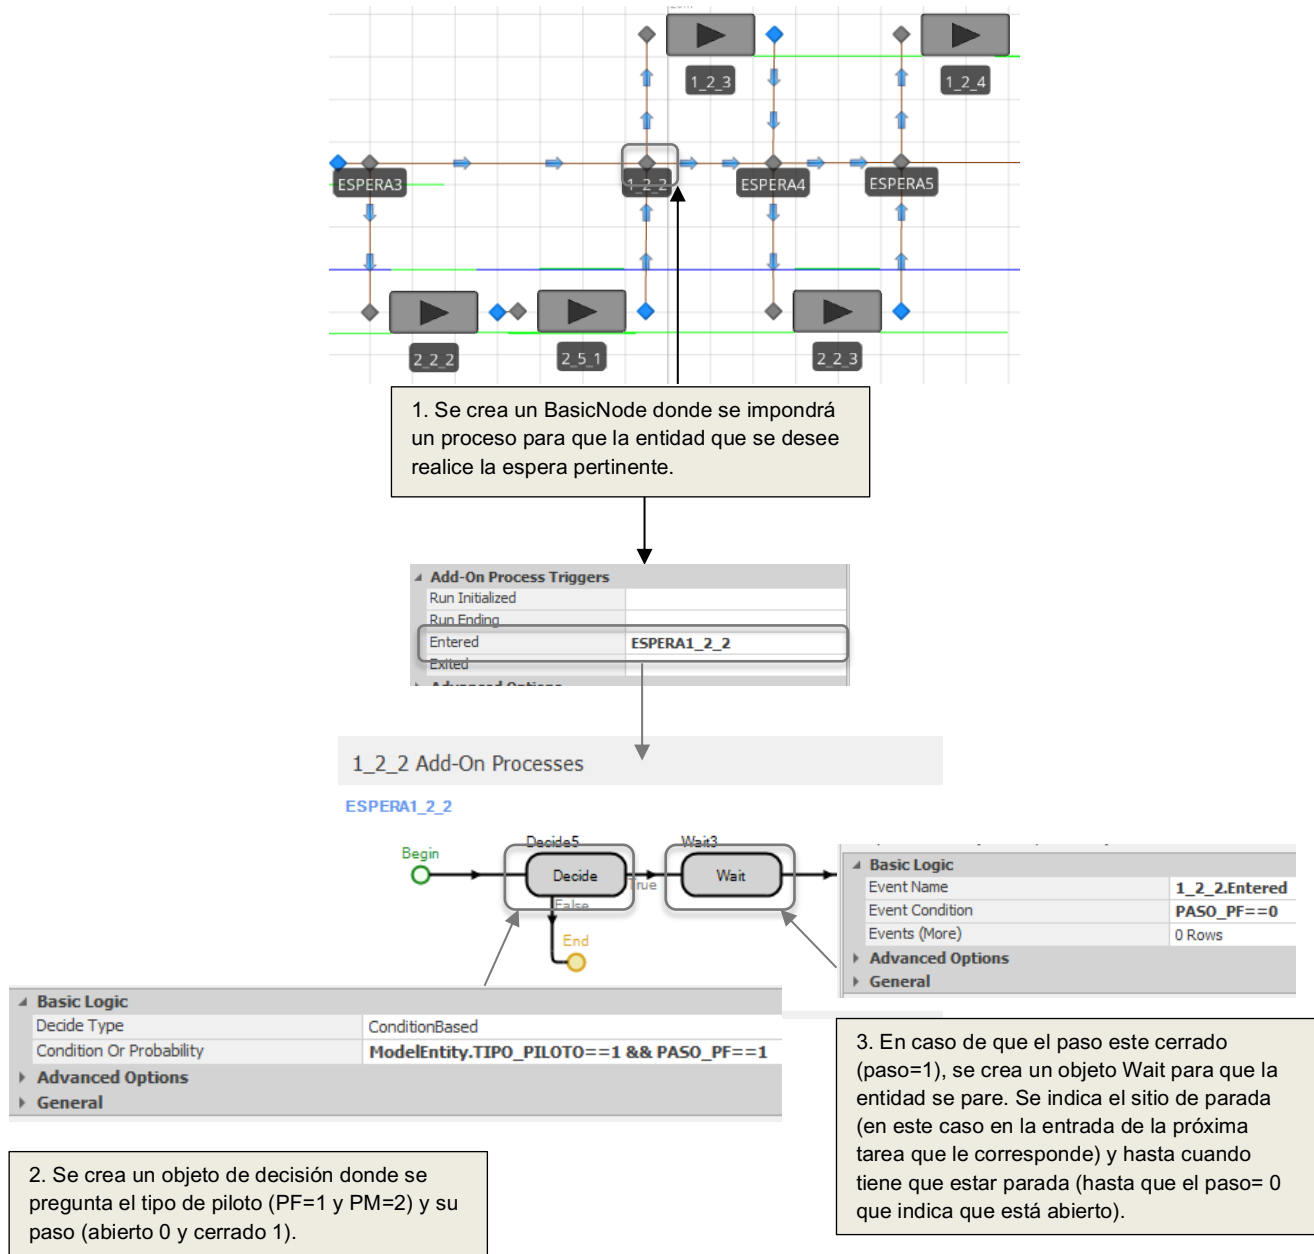 1_2_3
1_2_4
ESPERA3
1_2_2
ESPERA4
ESPERA5
2_2_2
2_5_1
2_2_3
1. Se crea un BasicNode donde se impondrá
un proceso para que la entidad que se desee
realice la espera pertinente.
Add-On Process Triggers
Run Initialized
Run Ending
Entered ESPERA1_2_2
Exited
Advanced Options
1_2_2 Add-On Processes
ESPERA1_2_2
Begin
Decide5
Decide
True
False
End
Wait3
Wait
Basic Logic
Event Name 1_2_2.Entered
Event Condition PASO_PF==0
Events (More) 0 Rows
Advanced Options
General
Basic Logic
Decide Type ConditionBased
Condition Or Probability ModelEntity.TIPO_PILOTO==1 && PASO_PF==1
Advanced Options
General
3. En caso de que el paso este cerrado
(paso=1), se crea un objeto Wait para que la
entidad se pare. Se indica el sitio de parada
(en este caso en la entrada de la próxima
tarea que le corresponde) y hasta cuando
tiene que estar parada (hasta que el paso= 0
que indica que está abierto).
2. Se crea un objeto de decisión donde se
pregunta el tipo de piloto (PF=1 y PM=2) y su
paso (abierto 0 y cerrado 1).